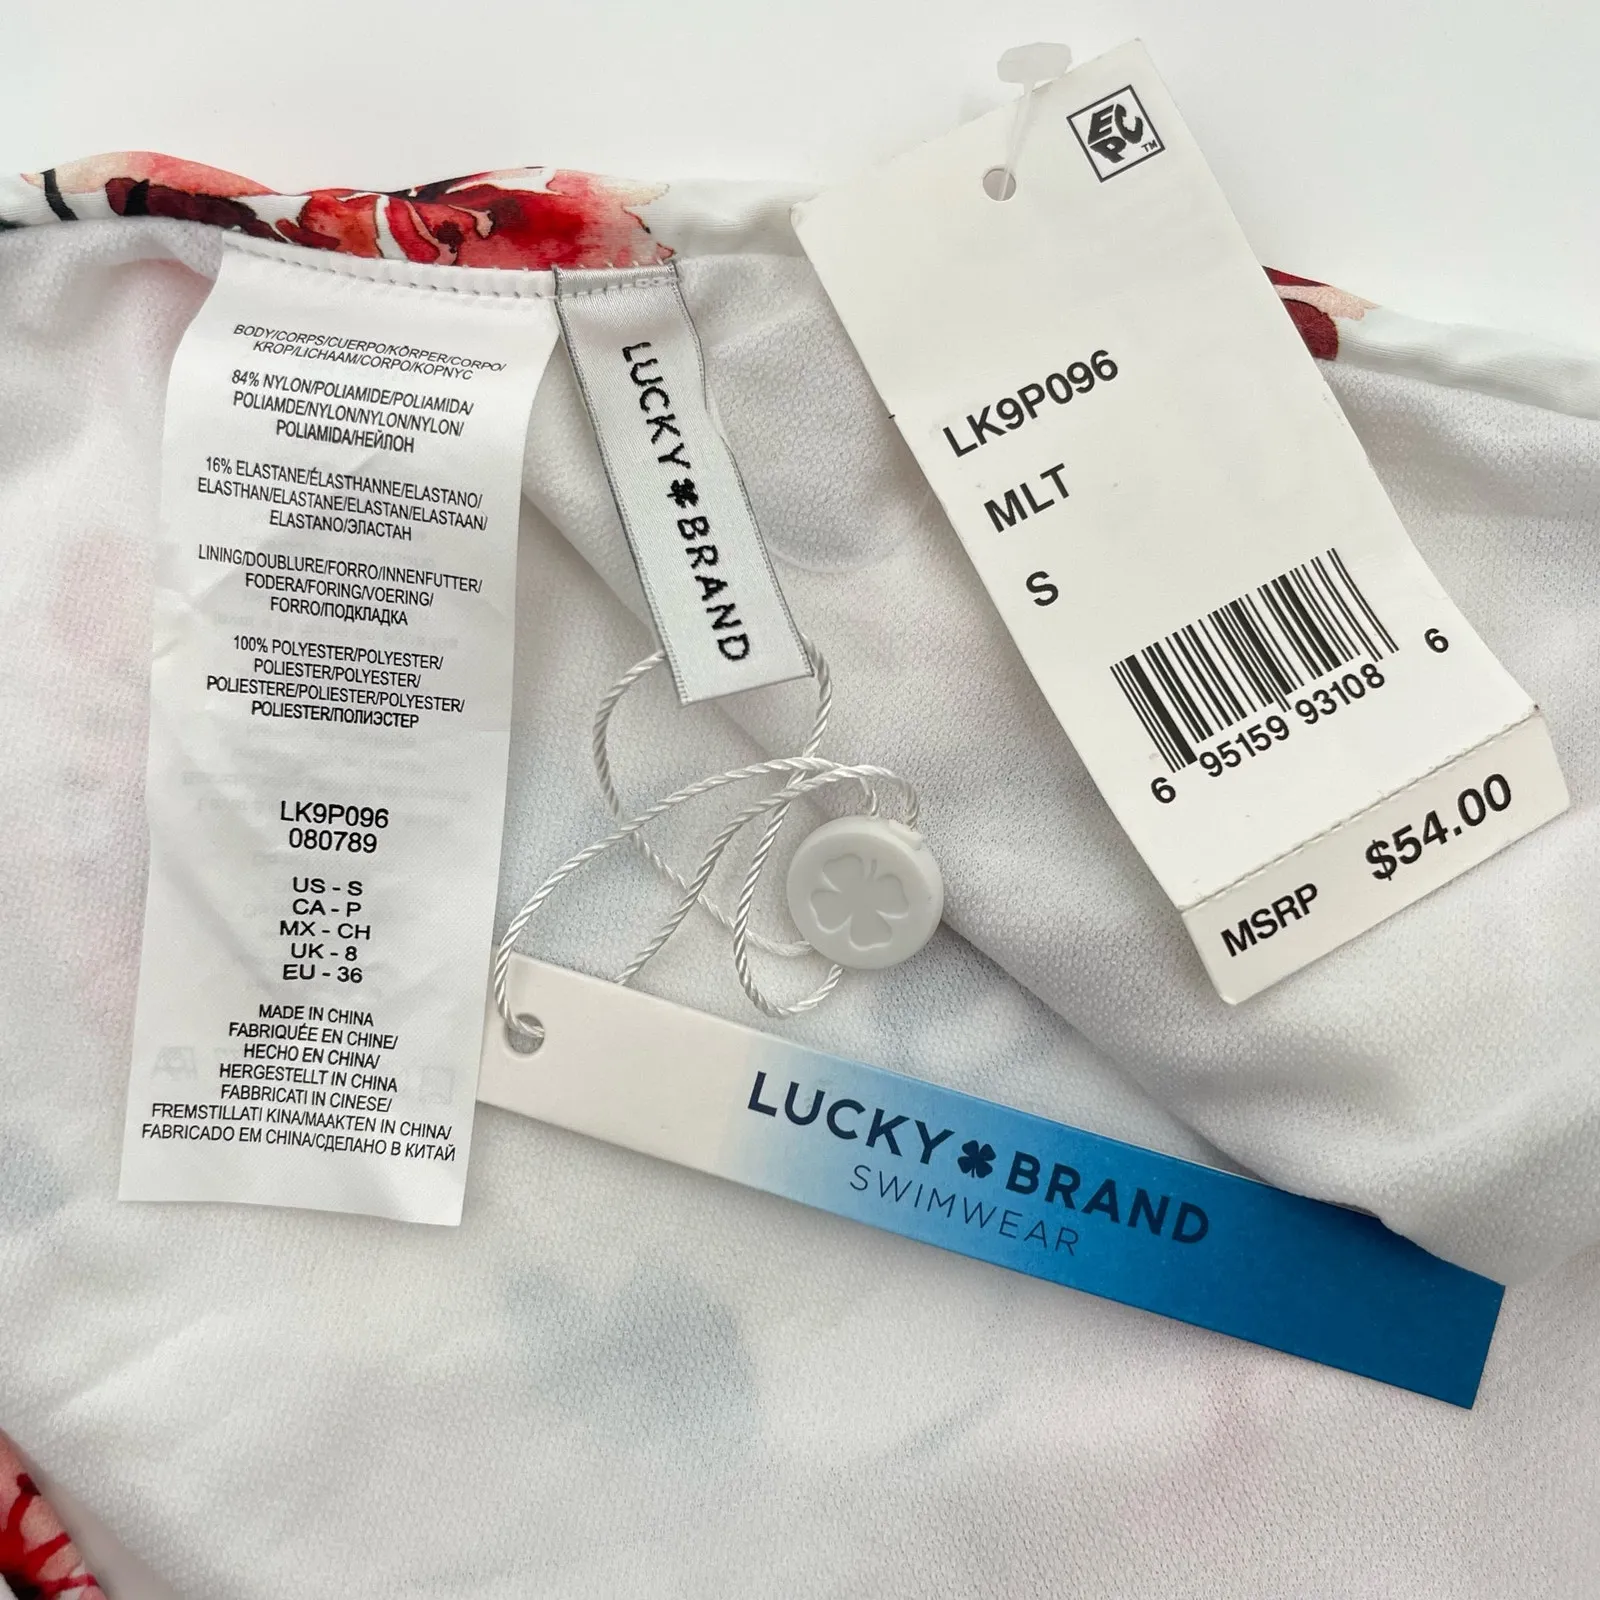 BODY/CORPS/CUERPO/KÖRPER/CORPO/
KROP/LICHAAM/CORPO/КОРПУС
84% NYLON/POLIAMIDE/POLIAMIDA/
POLIAMDE/NYLON/NYLON/NYLON/
POLIAMIDA/НЕЙЛОН
16% ELASTANE/ÉLASTHANNE/ELASTANO/
ELASTHAN/ELASTANE/ELASTAN/ELASTAAN/
ELASTANO/ЭЛАСТАН
LINING/DOUBLURE/FORRO/INNENFUTTER/
FODERA/FORING/VOERING/
FORRO/ПОДКЛАДКА
100% POLYESTER/POLYESTER/
POLIESTER/POLYESTER/
POLIESTERE/POLIESTER/POLYESTER/
POLIESTER/ПОЛИЭСТЕР
LK9P096
080789
US - S
CA - P
MX - CH
UK - 8
EU - 36
MADE IN CHINA
FABRIQUÉE EN CHINE/
HECHO EN CHINA/
HERGESTELLT IN CHINA
FABBRICATI IN CINESE/
FREMSTILLATI KINA/MAAKTEN IN CHINA/
FABRICADO EM CHINA/СДЕЛАНО В КИТАЙ
LUCKY BRAND
EPC™
LK9P096
MLT
S
6 95159 93108 6
MSRP $54.00
LUCKY BRAND
SWIMWEAR